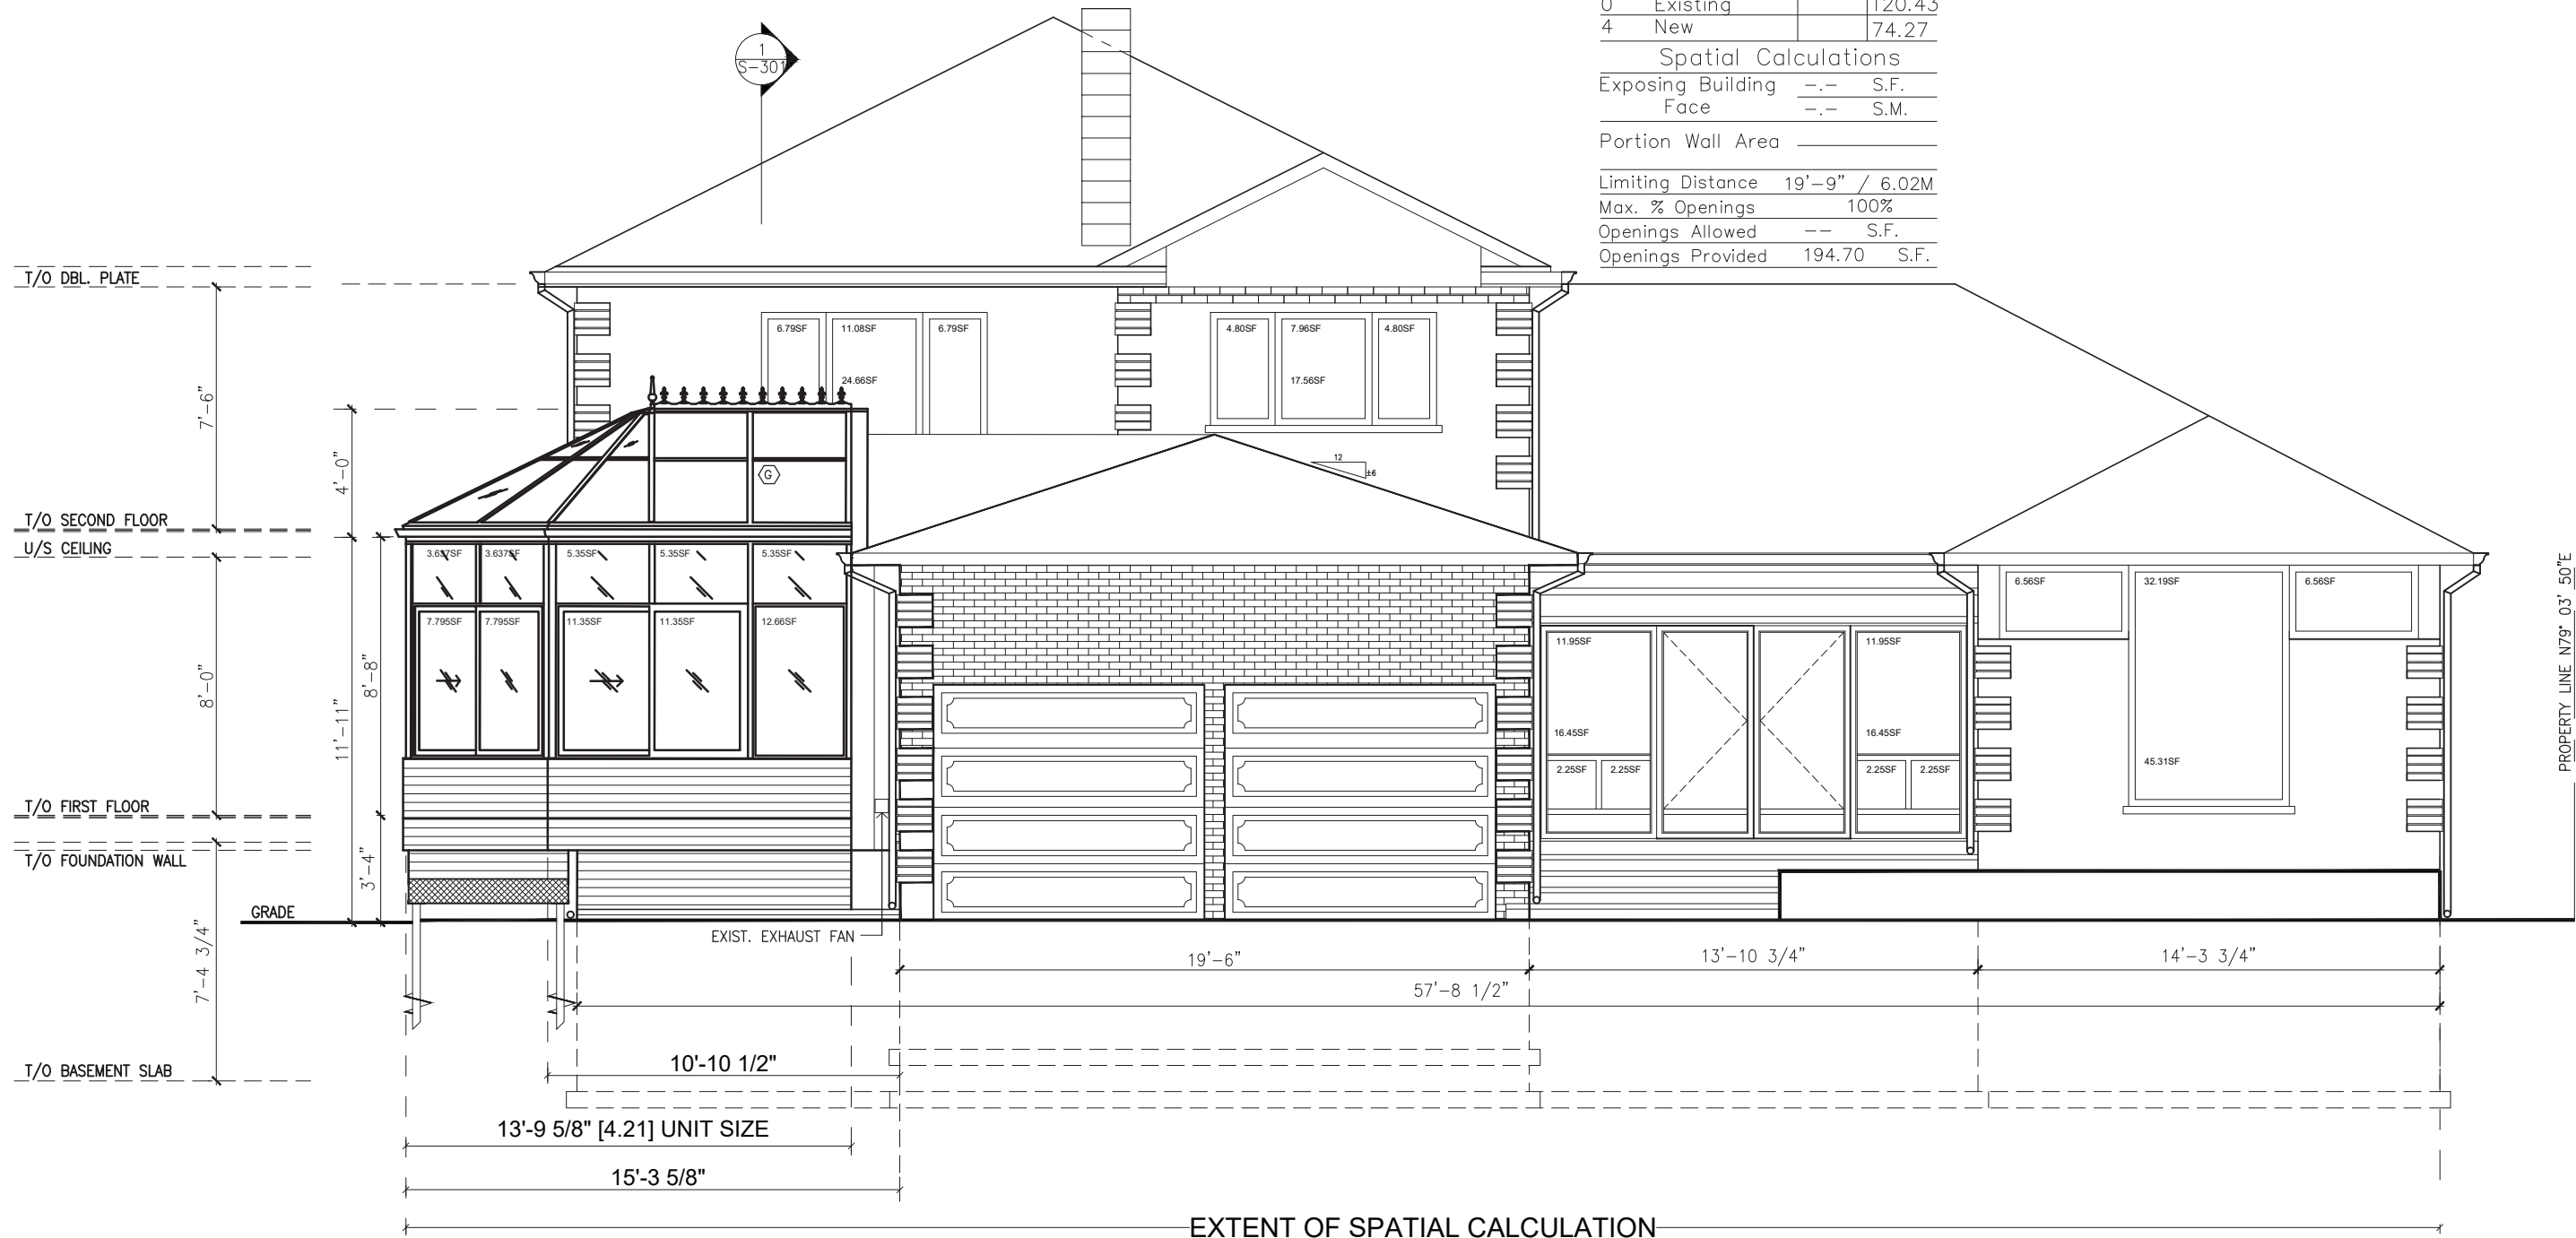 0 Existing 120.43
4 New 74.27
Spatial Calculations
Exposing Building Face -.- S.F.
-.- S.M.
Portion Wall Area
Limiting Distance 19'-9" / 6.02M
Max. % Openings 100%
Openings Allowed -- S.F.
Openings Provided 194.70 S.F.
1
S-301
T/O DBL. PLATE
7'-6"
T/O SECOND FLOOR
U/S CEILING
8'-0"
T/O FIRST FLOOR
T/O FOUNDATION WALL
7'-4 3/4"
T/O BASEMENT SLAB
GRADE
4'-0"
11'-11"
8'-8"
3'-4"
6.79SF 11.08SF 6.79SF
24.66SF
4.80SF 7.96SF 4.80SF
17.56SF
G
12
±6
3.637SF 3.637SF 5.35SF 5.35SF 5.35SF
7.795SF 7.795SF 11.35SF 11.35SF 12.66SF
11.95SF 11.95SF
16.45SF 16.45SF
2.25SF 2.25SF 2.25SF 2.25SF
6.56SF 32.19SF 6.56SF
45.31SF
PROPERTY LINE N79° 03' 50"E
EXIST. EXHAUST FAN
19'-6"
13'-10 3/4"
14'-3 3/4"
57'-8 1/2"
10'-10 1/2"
13'-9 5/8" [4.21] UNIT SIZE
15'-3 5/8"
EXTENT OF SPATIAL CALCULATION